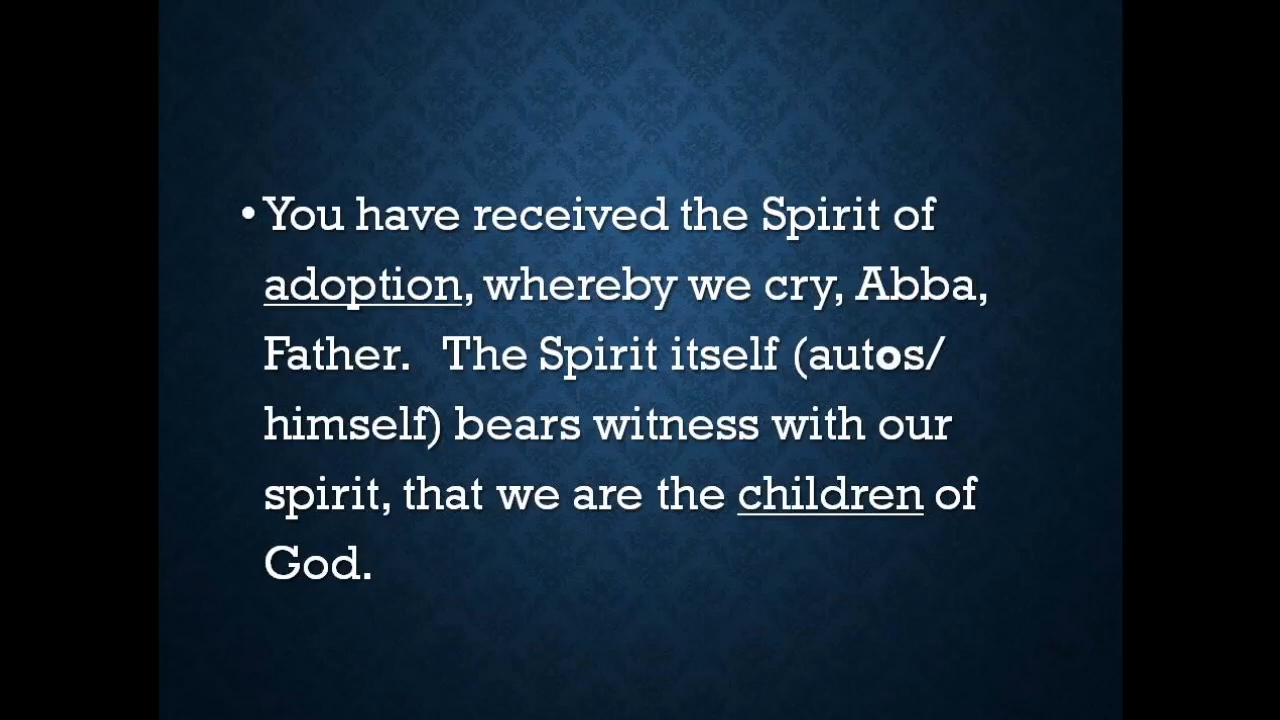 • You have received the Spirit of
adoption, whereby we cry, Abba,
Father. The Spirit itself (autos/
himself) bears witness with our
spirit, that we are the children of
God.